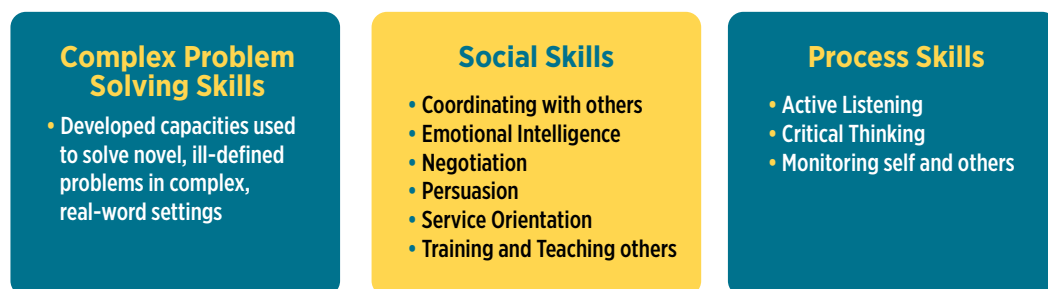 Complex Problem
Solving Skills
• Developed capacities used
to solve novel, ill-defined
problems in complex,
real-word settings
Social Skills
• Coordinating with others
• Emotional Intelligence
• Negotiation
• Persuasion
• Service Orientation
• Training and Teaching others
Process Skills
• Active Listening
• Critical Thinking
• Monitoring self and others